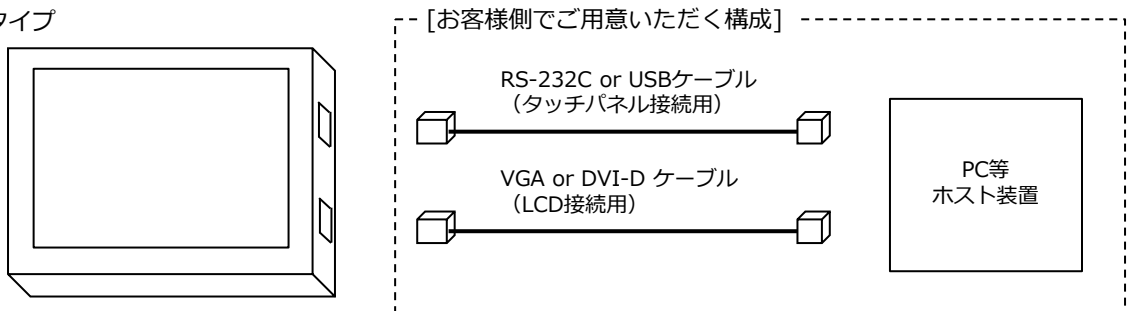 タイプ
[お客様側でご用意いただく構成]
RS-232C or USBケーブル
（タッチパネル接続用）
VGA or DVI-D ケーブル
（LCD接続用）
PC等
ホスト装置